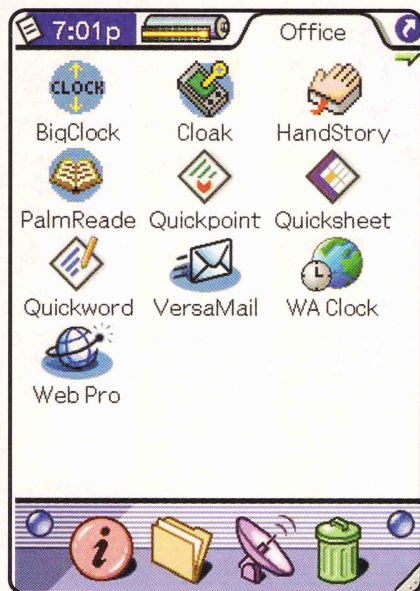 7:01p Office
CLOCK
BigClock Cloak HandStory
PalmReade Quickpoint Quicksheet
Quickword VersaMail WA Clock
Web Pro
i